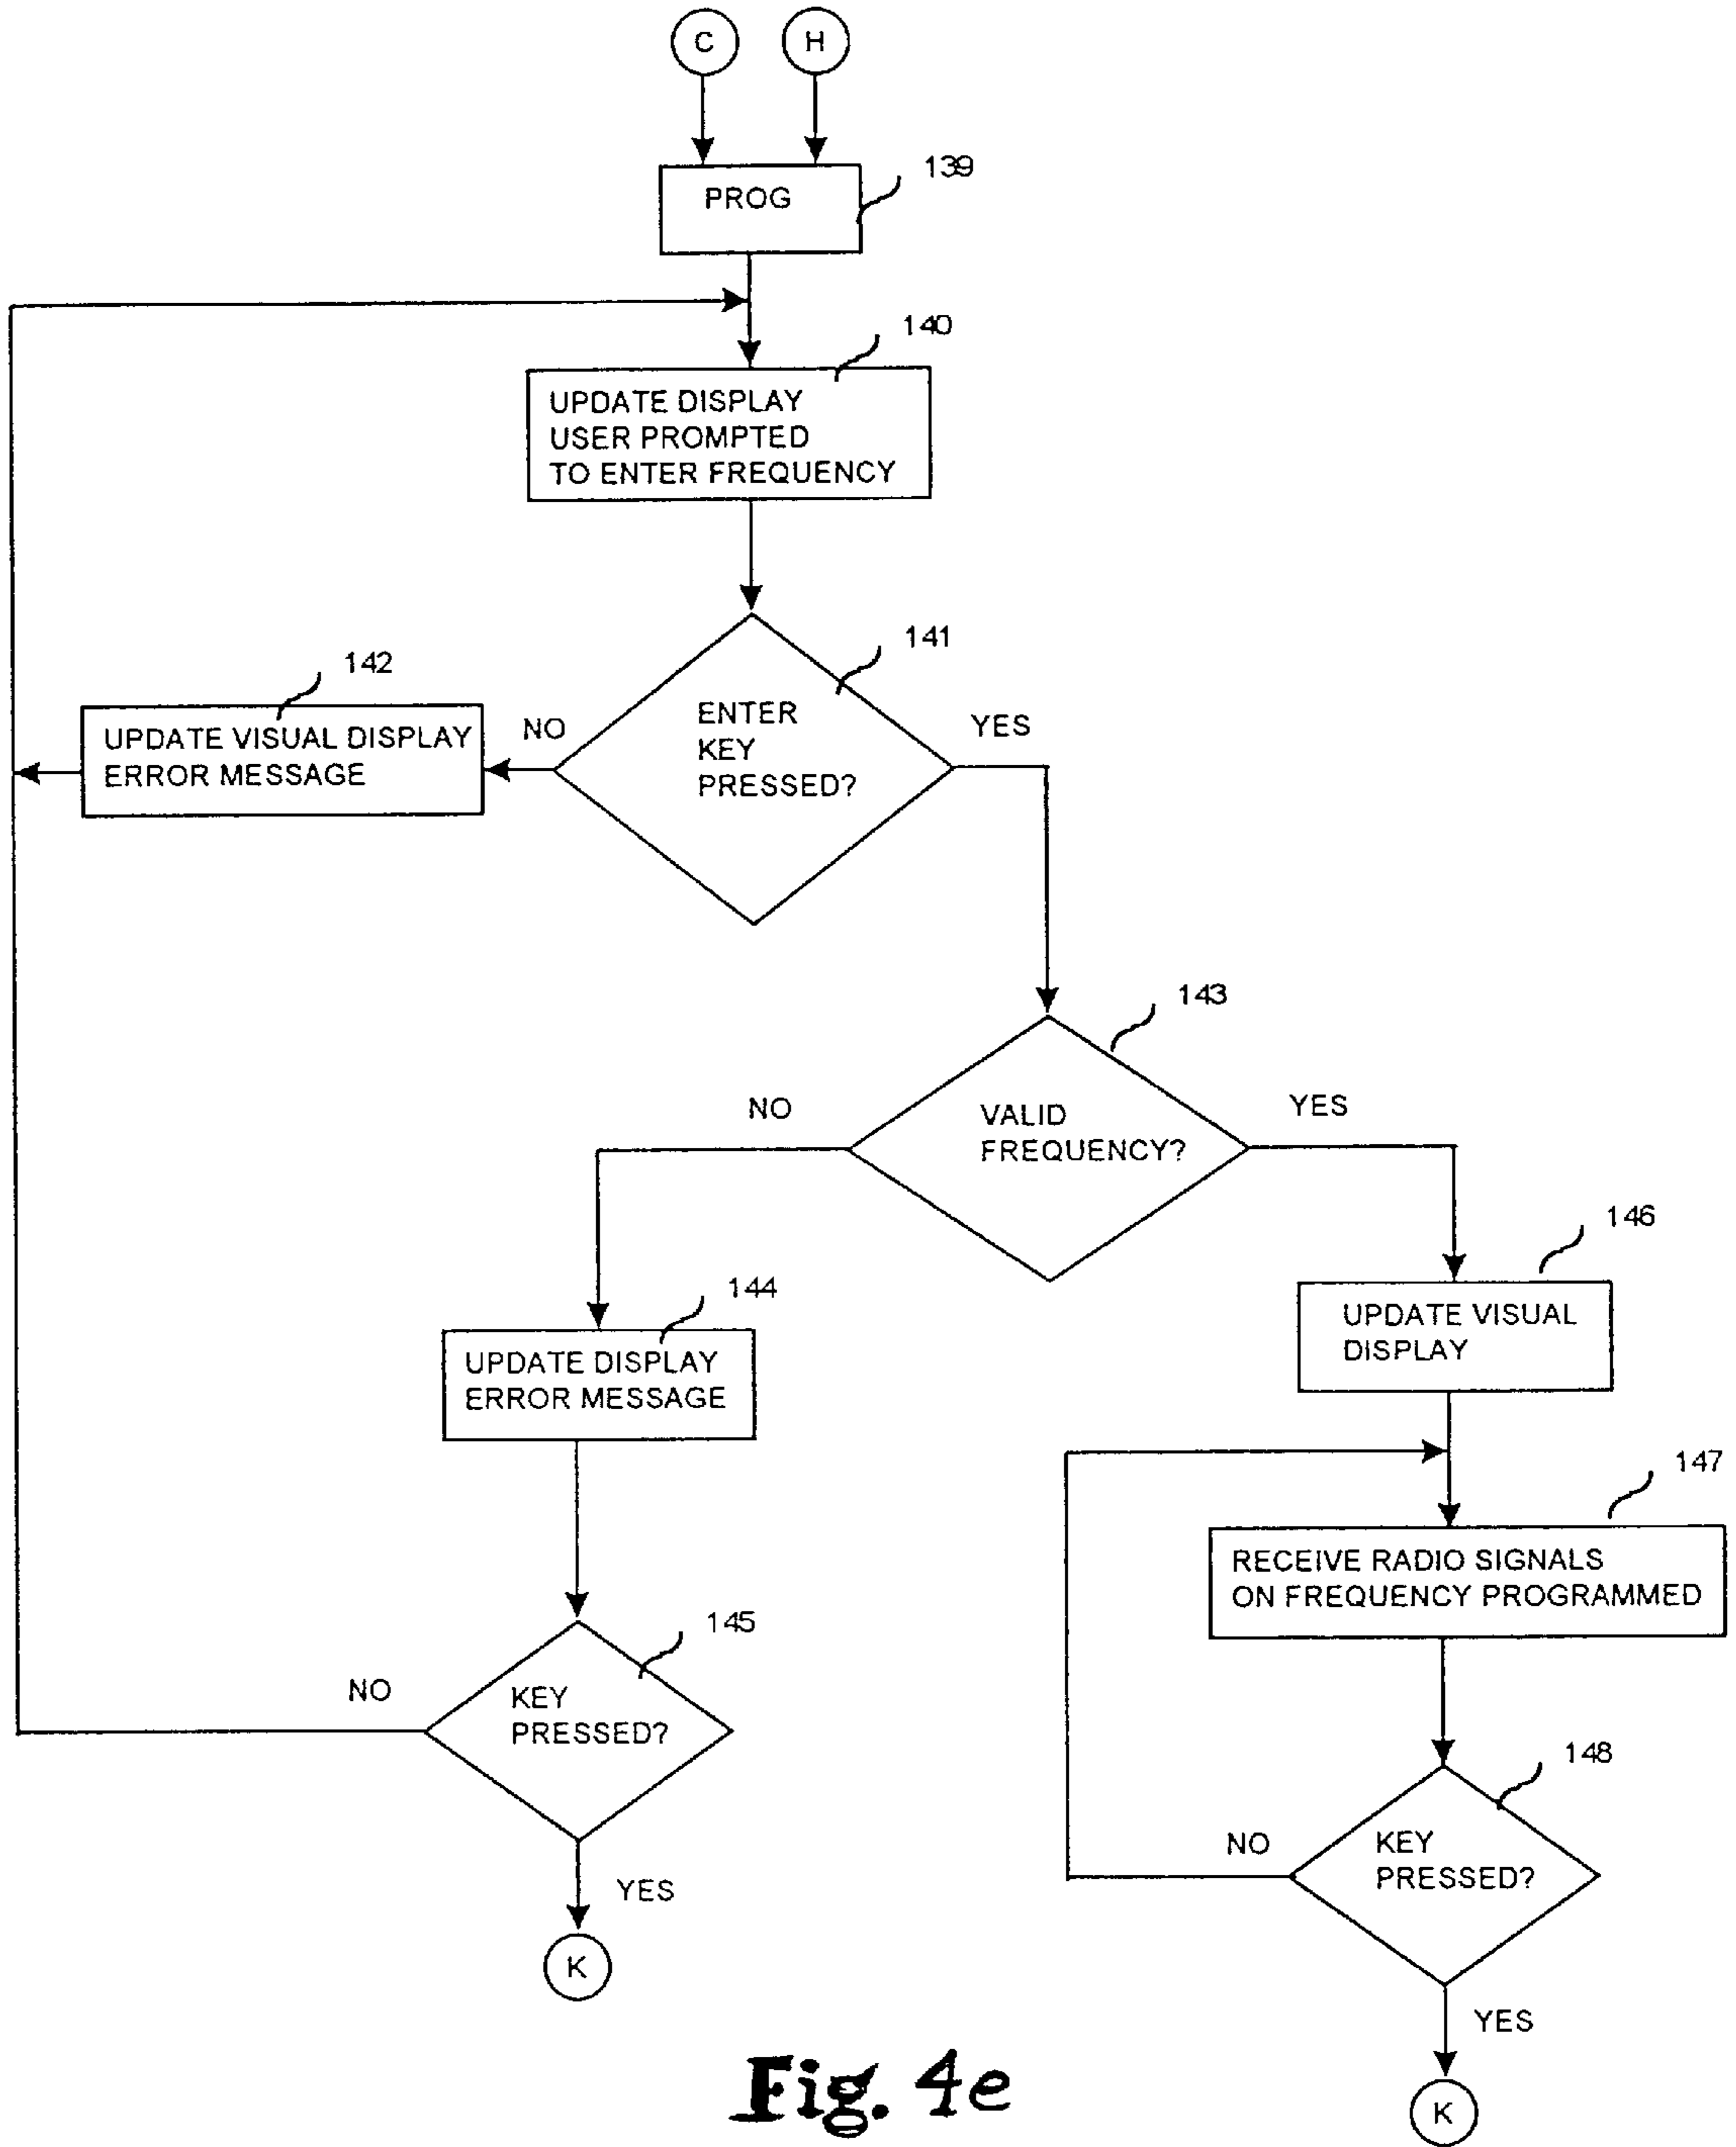 C
H
PROG
139
140
UPDATE DISPLAY
USER PROMPTED
TO ENTER FREQUENCY
141
142
ENTER
KEY
PRESSED?
NO
YES
UPDATE VISUAL DISPLAY
ERROR MESSAGE
143
VALID
FREQUENCY?
NO
YES
144
UPDATE DISPLAY
ERROR MESSAGE
146
UPDATE VISUAL
DISPLAY
147
RECEIVE RADIO SIGNALS
ON FREQUENCY PROGRAMMED
145
KEY
PRESSED?
NO
YES
K
148
KEY
PRESSED?
NO
YES
K
Fig. 4e